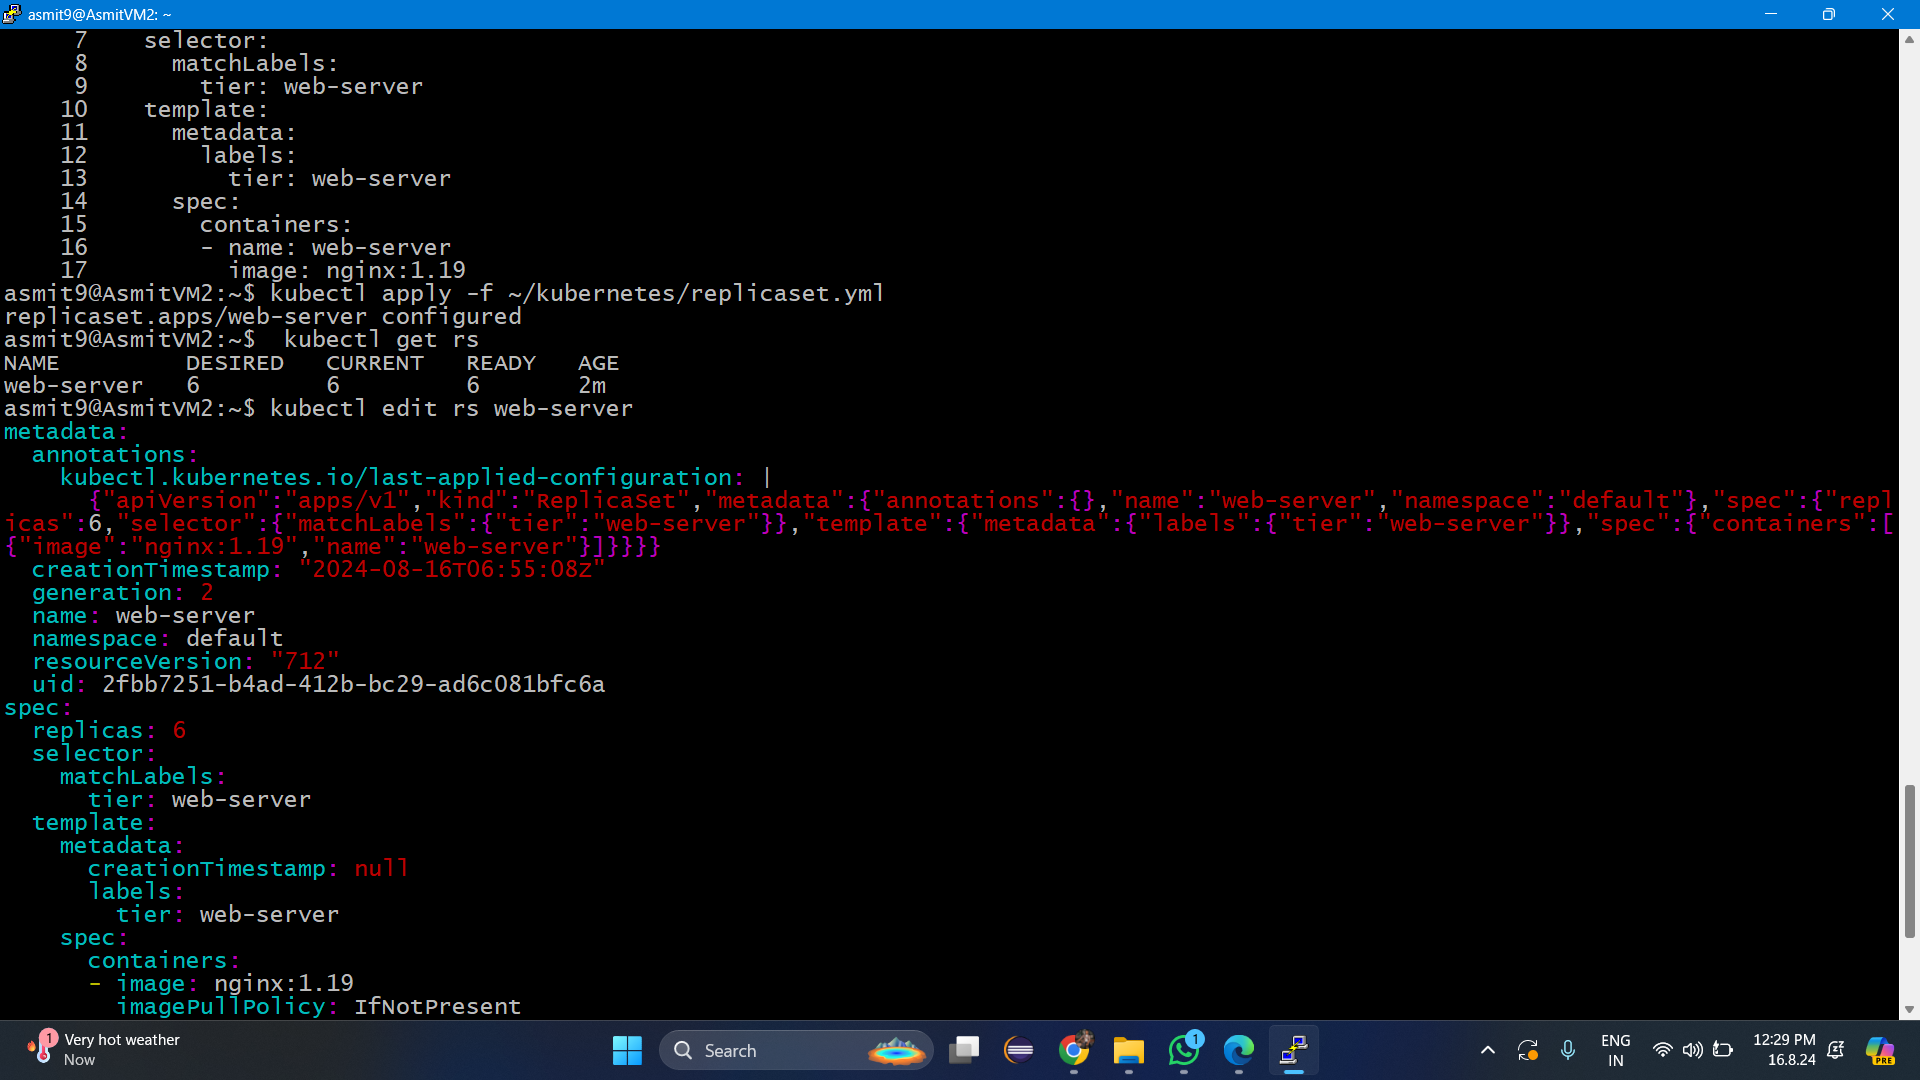 asmit9@AsmitVM2: ~
7    selector:
8      matchLabels:
9        tier: web-server
10    template:
11      metadata:
12        labels:
13          tier: web-server
14      spec:
15        containers:
16        - name: web-server
17          image: nginx:1.19
asmit9@AsmitVM2:~$ kubectl apply -f ~/kubernetes/replicaset.yml
replicaset.apps/web-server configured
asmit9@AsmitVM2:~$  kubectl get rs
NAME         DESIRED   CURRENT   READY   AGE
web-server   6         6         6       2m
asmit9@AsmitVM2:~$ kubectl edit rs web-server
metadata:
  annotations:
    kubectl.kubernetes.io/last-applied-configuration: |
      {"apiVersion":"apps/v1","kind":"ReplicaSet","metadata":{"annotations":{},"name":"web-server","namespace":"default"},"spec":{"repl
icas":6,"selector":{"matchLabels":{"tier":"web-server"}},"template":{"metadata":{"labels":{"tier":"web-server"}},"spec":{"containers":[
{"image":"nginx:1.19","name":"web-server"}]}}}}
  creationTimestamp: "2024-08-16T06:55:08Z"
  generation: 2
  name: web-server
  namespace: default
  resourceVersion: "712"
  uid: 2fbb7251-b4ad-412b-bc29-ad6c081bfc6a
spec:
  replicas: 6
  selector:
    matchLabels:
      tier: web-server
  template:
    metadata:
      creationTimestamp: null
      labels:
        tier: web-server
    spec:
      containers:
      - image: nginx:1.19
        imagePullPolicy: IfNotPresent
1
Very hot weather
Now
Search
1
ENG
IN
12:29 PM
16.8.24
PRE